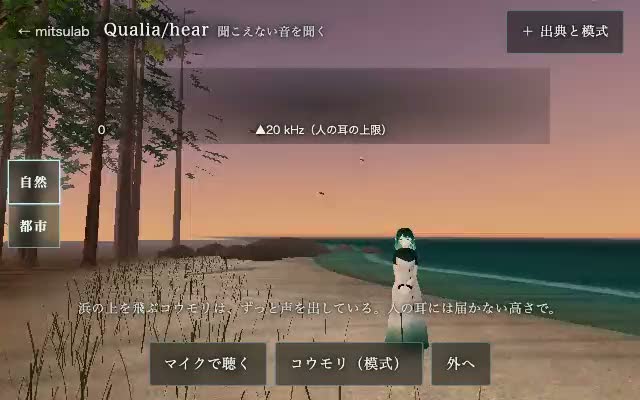 ← mitsulab Qualia/hear 聞こえない音を聞く
＋ 出典と模式
0 ▲20 kHz（人の耳の上限）
自然
都市
浜の上を飛ぶコウモリは、ずっと声を出している。人の耳には届かない高さで。
マイクで聴く コウモリ（模式） 外へ